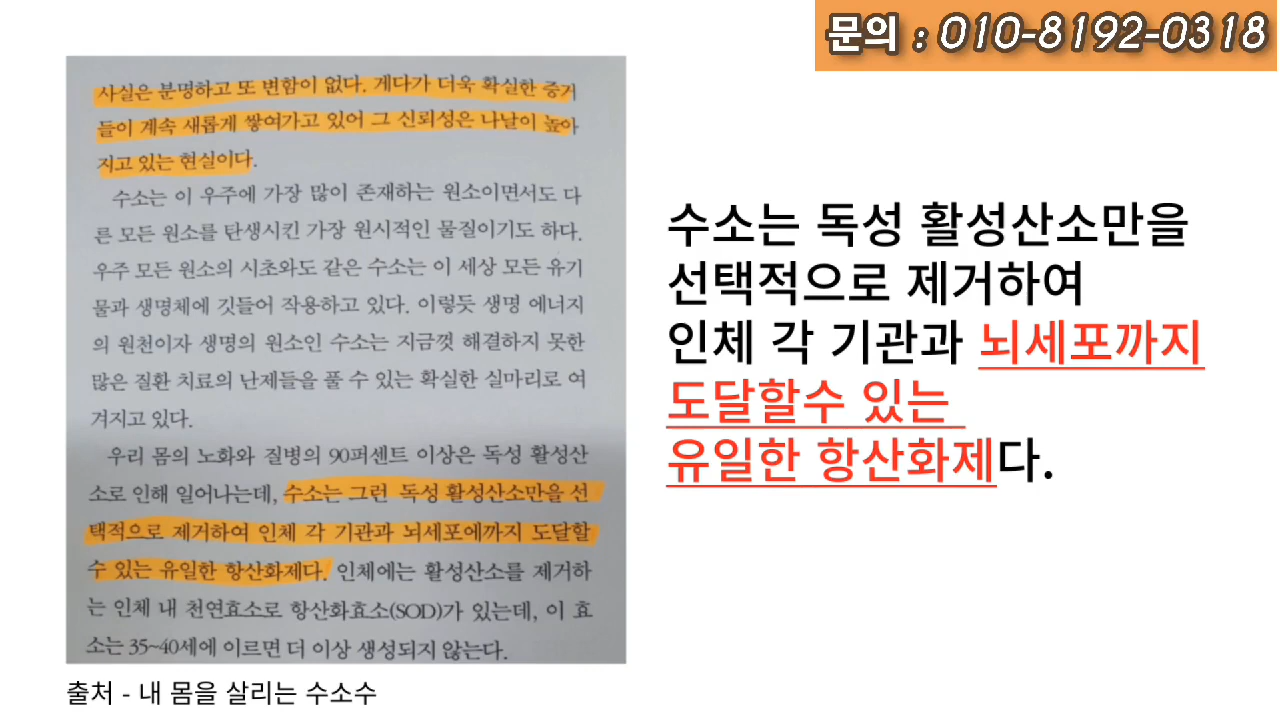 문의 : 010-8192-0318
사실은 분명하고 또 변함이 없다. 게다가 더욱 확실한 증거
들이 계속 새롭게 쌓여가고 있어 그 신뢰성은 나날이 높아
지고 있는 현실이다.
수소는 이 우주에 가장 많이 존재하는 원소이면서도 다
른 모든 원소를 탄생시킨 가장 원시적인 물질이기도 하다.
우주 모든 원소의 시초와도 같은 수소는 이 세상 모든 유기
물과 생명체에 깃들어 작용하고 있다. 이렇듯 생명 에너지
의 원천이자 생명의 원소인 수소는 지금껏 해결하지 못한
많은 질환 치료의 난제들을 풀 수 있는 확실한 실마리로 여
겨지고 있다.
우리 몸의 노화와 질병의 90퍼센트 이상은 독성 활성산
소로 인해 일어나는데, 수소는 그런 독성 활성산소만을 선
택적으로 제거하여 인체 각 기관과 뇌세포에까지 도달할
수 있는 유일한 항산화제다. 인체에는 활성산소를 제거하
는 인체 내 천연효소로 항산화효소(SOD)가 있는데, 이 효
소는 35~40세에 이르면 더 이상 생성되지 않는다.
출처 - 내 몸을 살리는 수소수
수소는 독성 활성산소만을
선택적으로 제거하여
인체 각 기관과 뇌세포까지
도달할수 있는
유일한 항산화제다.